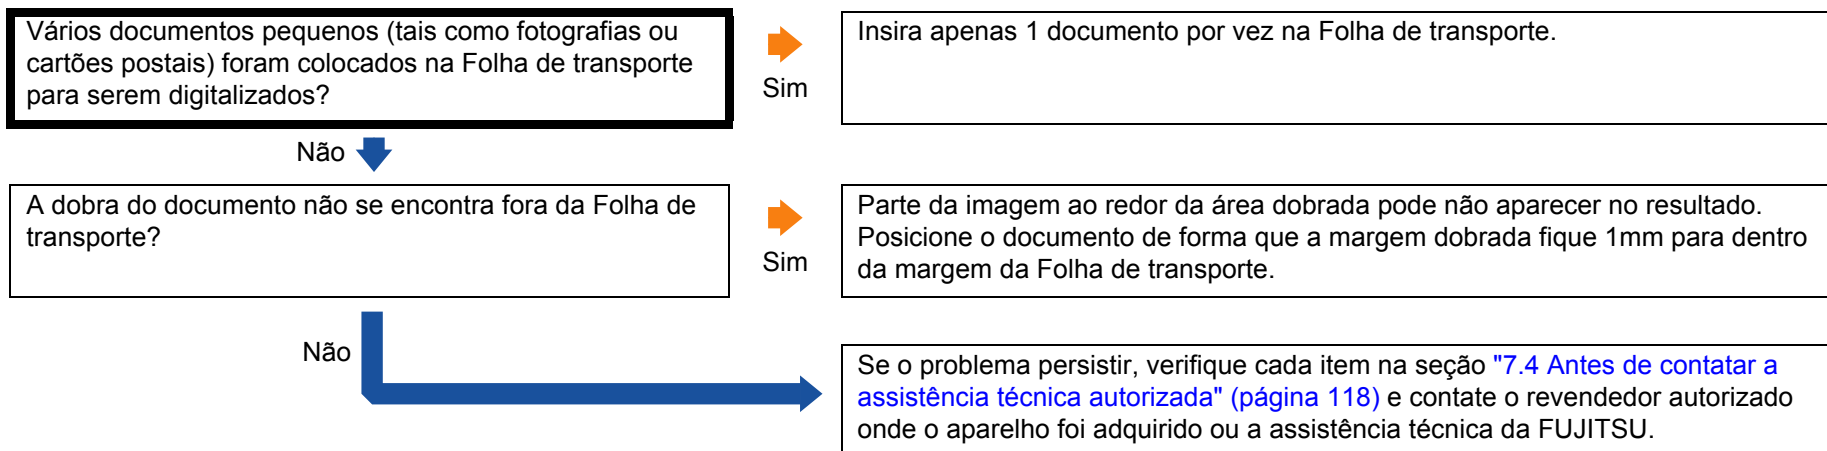 Vários documentos pequenos (tais como fotografias ou
cartões postais) foram colocados na Folha de transporte
para serem digitalizados?
Sim
Insira apenas 1 documento por vez na Folha de transporte.
Não
A dobra do documento não se encontra fora da Folha de
transporte?
Sim
Parte da imagem ao redor da área dobrada pode não aparecer no resultado.
Posicione o documento de forma que a margem dobrada fique 1mm para dentro
da margem da Folha de transporte.
Não
Se o problema persistir, verifique cada item na seção "7.4 Antes de contatar a
assistência técnica autorizada" (página 118) e contate o revendedor autorizado
onde o aparelho foi adquirido ou a assistência técnica da FUJITSU.